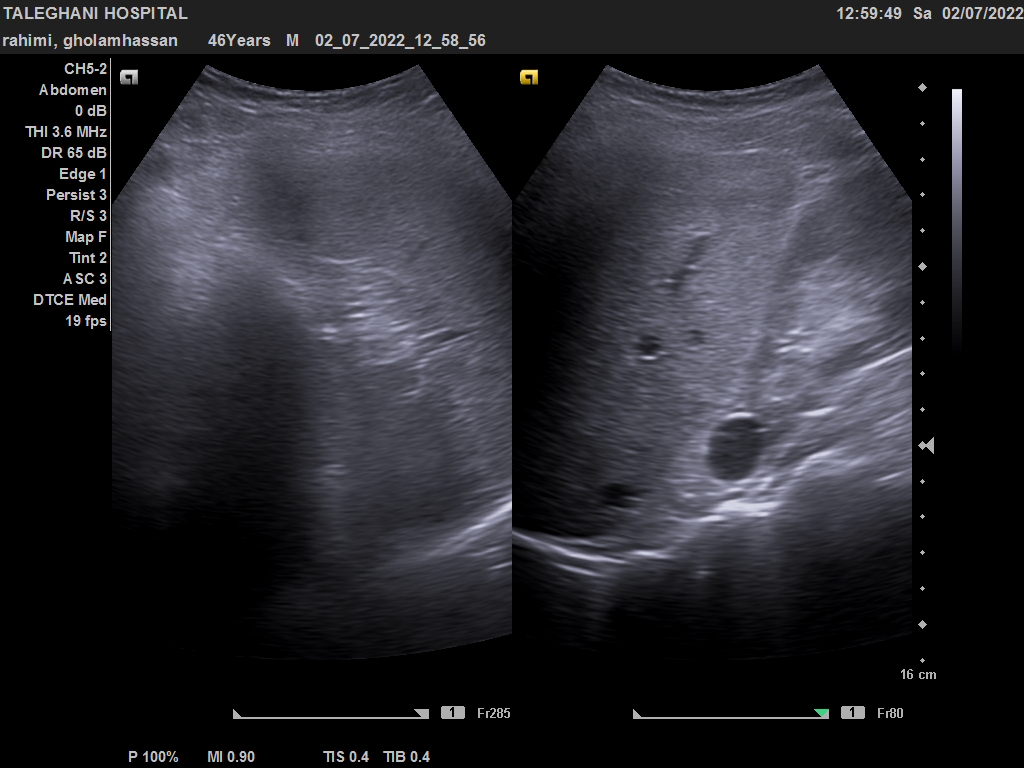 TALEGHANI HOSPITAL 12:59:49 Sa 02/07/2022
rahimi, gholamhassan 46Years M 02_07_2022_12_58_56
CH5-2
Abdomen
0 dB
THI 3.6 MHz
DR 65 dB
Edge 1
Persist 3
R/S 3
Map F
Tint 2
ASC 3
DTCE Med
19 fps
16 cm
1 Fr285 1 Fr80
P 100% MI 0.90 TIS 0.4 TIB 0.4